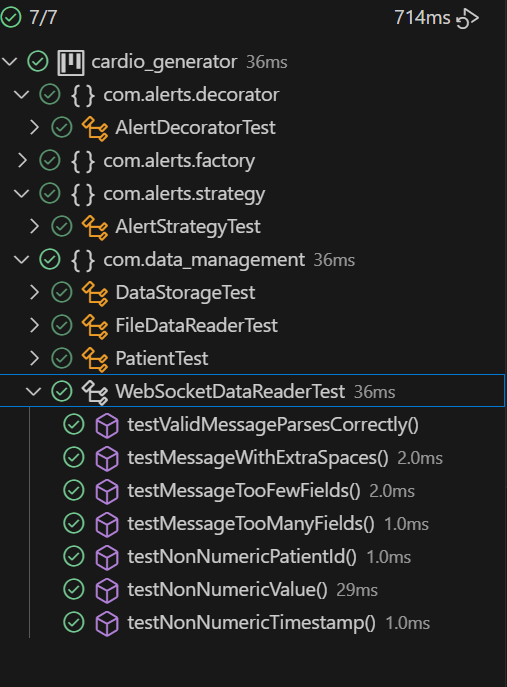 7/7 714ms
cardio_generator 36ms
{ } com.alerts.decorator
AlertDecoratorTest
{ } com.alerts.factory
{ } com.alerts.strategy
AlertStrategyTest
{ } com.data_management 36ms
DataStorageTest
FileDataReaderTest
PatientTest
WebSocketDataReaderTest 36ms
testValidMessageParsesCorrectly()
testMessageWithExtraSpaces() 2.0ms
testMessageTooFewFields() 2.0ms
testMessageTooManyFields() 1.0ms
testNonNumericPatientId() 1.0ms
testNonNumericValue() 29ms
testNonNumericTimestamp() 1.0ms